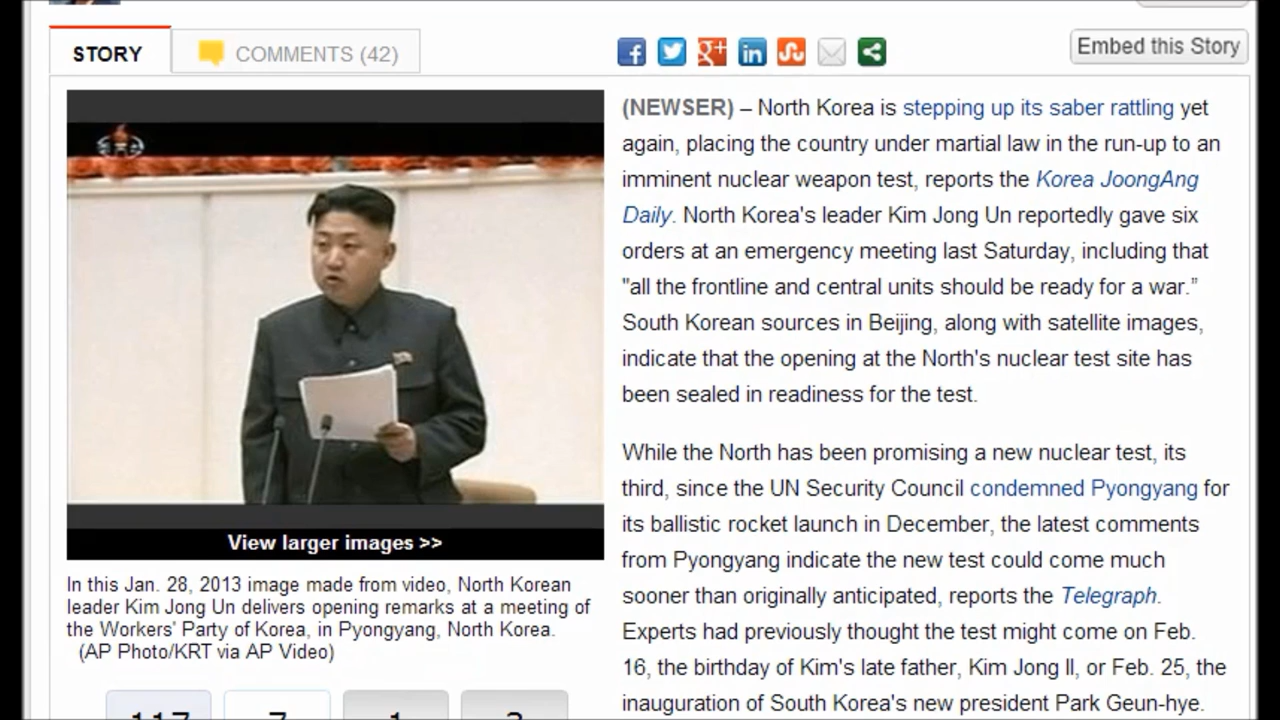 STORY
COMMENTS (42)
Embed this Story
(NEWSER) – North Korea is stepping up its saber rattling yet
again, placing the country under martial law in the run-up to an
imminent nuclear weapon test, reports the Korea JoongAng
Daily. North Korea's leader Kim Jong Un reportedly gave six
orders at an emergency meeting last Saturday, including that
"all the frontline and central units should be ready for a war.”
South Korean sources in Beijing, along with satellite images,
indicate that the opening at the North's nuclear test site has
been sealed in readiness for the test.
While the North has been promising a new nuclear test, its
third, since the UN Security Council condemned Pyongyang for
its ballistic rocket launch in December, the latest comments
from Pyongyang indicate the new test could come much
sooner than originally anticipated, reports the Telegraph.
Experts had previously thought the test might come on Feb.
16, the birthday of Kim's late father, Kim Jong Il, or Feb. 25, the
inauguration of South Korea's new president Park Geun-hye.
View larger images >>
In this Jan. 28, 2013 image made from video, North Korean
leader Kim Jong Un delivers opening remarks at a meeting of
the Workers' Party of Korea, in Pyongyang, North Korea.
(AP Photo/KRT via AP Video)
117 7 1